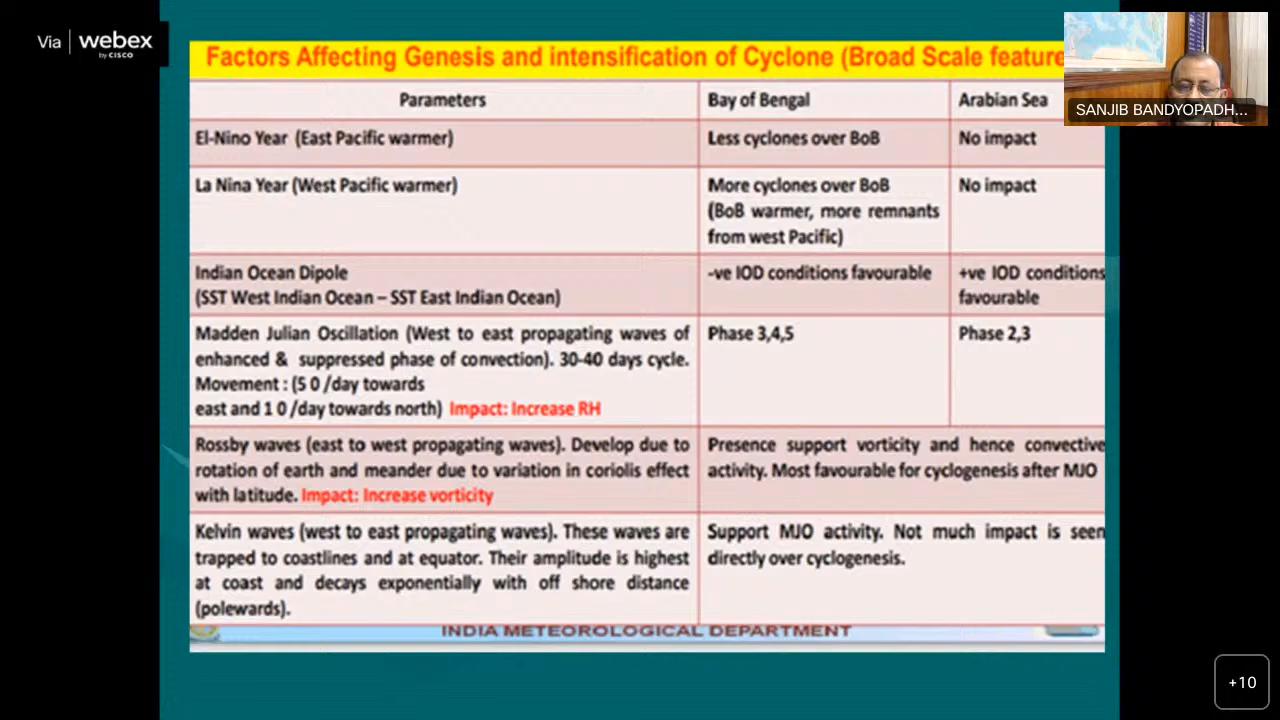 Via webex
by CISCO
Factors Affecting Genesis and intensification of Cyclone (Broad Scale feature
SANJIB BANDYOPADH...
Parameters
Bay of Bengal
Arabian Sea
El-Nino Year (East Pacific warmer)
Less cyclones over BoB
No impact
La Nina Year (West Pacific warmer)
More cyclones over BoB
(BoB warmer, more remnants
from west Pacific)
No impact
Indian Ocean Dipole
(SST West Indian Ocean – SST East Indian Ocean)
-ve IOD conditions favourable
+ve IOD conditions
favourable
Madden Julian Oscillation (West to east propagating waves of
enhanced & suppressed phase of convection). 30-40 days cycle.
Movement : (5 0 /day towards
east and 1 0 /day towards north) Impact: Increase RH
Phase 3,4,5
Phase 2,3
Rossby waves (east to west propagating waves). Develop due to
rotation of earth and meander due to variation in coriolis effect
with latitude. Impact: Increase vorticity
Presence support vorticity and hence convective
activity. Most favourable for cyclogenesis after MJO
Kelvin waves (west to east propagating waves). These waves are
trapped to coastlines and at equator. Their amplitude is highest
at coast and decays exponentially with off shore distance
(polewards).
Support MJO activity. Not much impact is seen
directly over cyclogenesis.
INDIA METEOROLOGICAL DEPARTMENT
+10